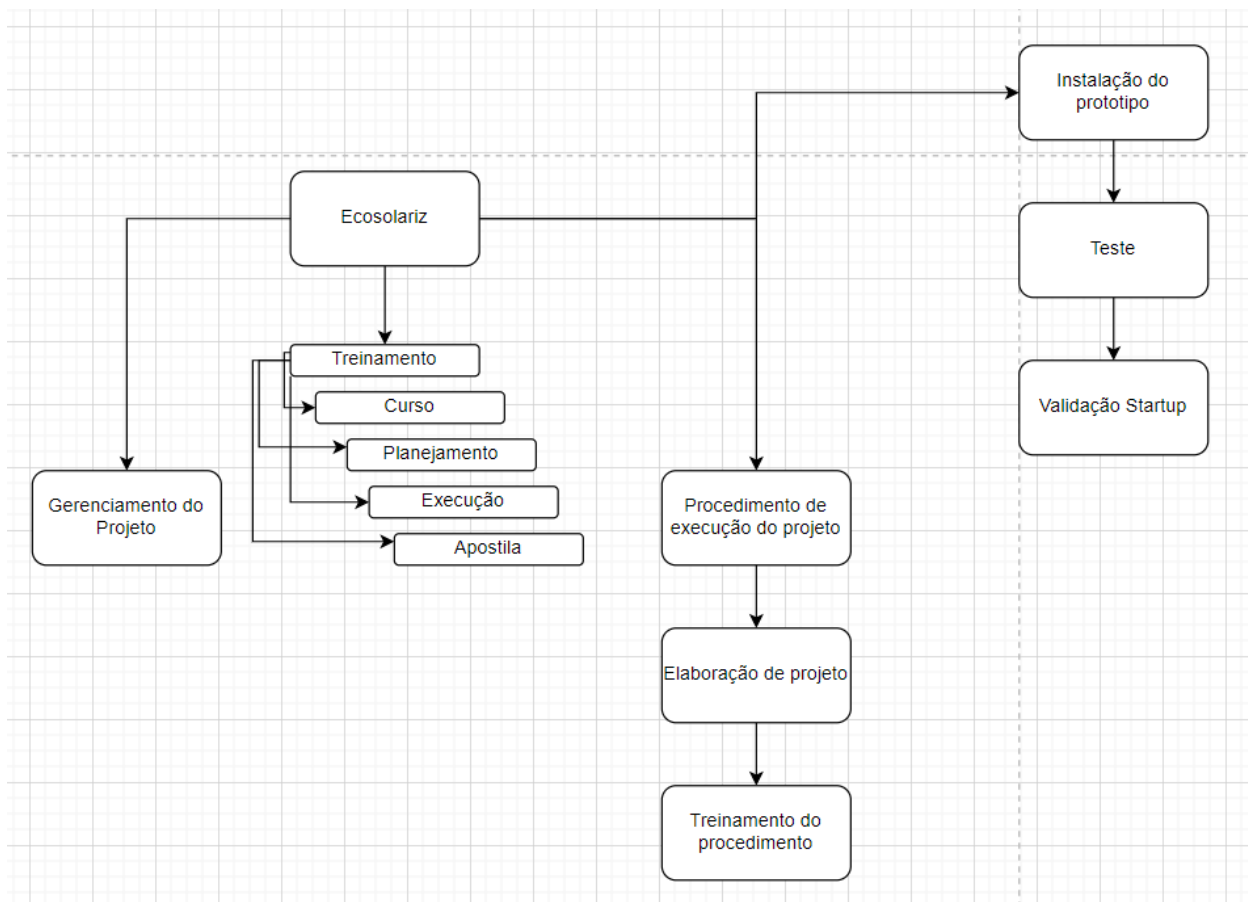 Instalação do
prototipo
Ecosolariz
Teste
Treinamento
Curso
Validação Startup
Planejamento
Gerenciamento do
Projeto
Execução
Procedimento de
execução do projeto
Apostila
Elaboração de projeto
Treinamento do
procedimento